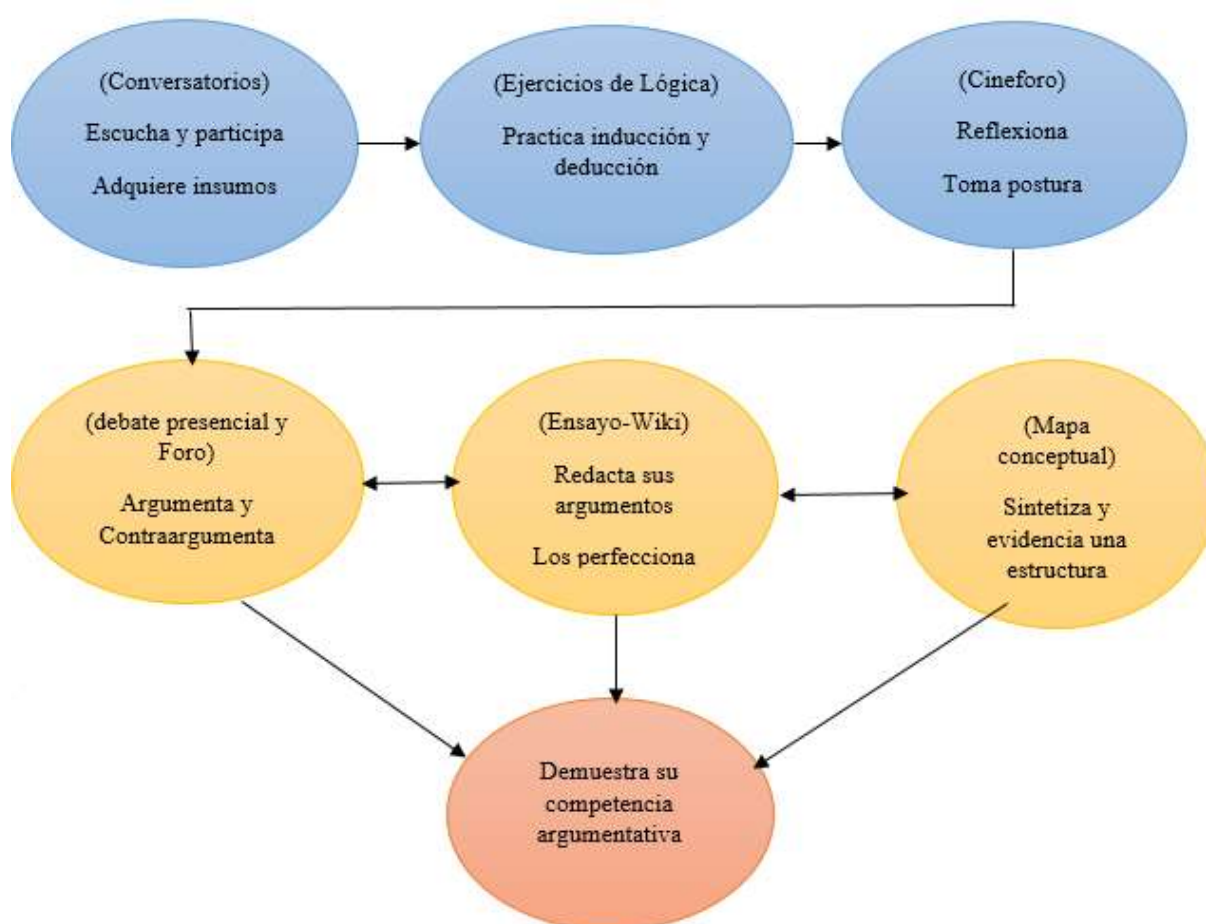 (Conversatorios)
Escucha y participa
Adquiere insumos
(Ejercicios de Lógica)
Practica inducción y
deducción
(Cineforo)
Reflexiona
Toma postura
(debate presencial y
Foro)
Argumenta y
Contraargumenta
(Ensayo-Wiki)
Redacta sus
argumentos
Los perfecciona
(Mapa
conceptual)
Sintetiza y
evidencia una
estructura
Demuestra su
competencia
argumentativa